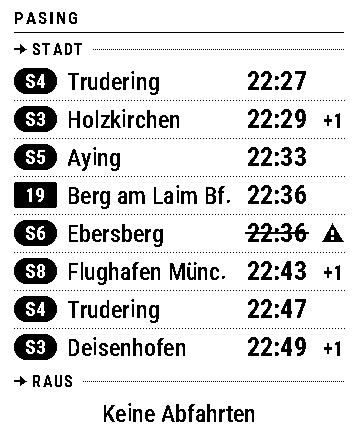 PASING
→ STADT
S4 Trudering 22:27
S3 Holzkirchen 22:29 +1
S5 Aying 22:33
19 Berg am Laim Bf. 22:36
S6 Ebersberg 22:36
S8 Flughafen Münc. 22:43 +1
S4 Trudering 22:47
S3 Deisenhofen 22:49 +1
→ RAUS
Keine Abfahrten